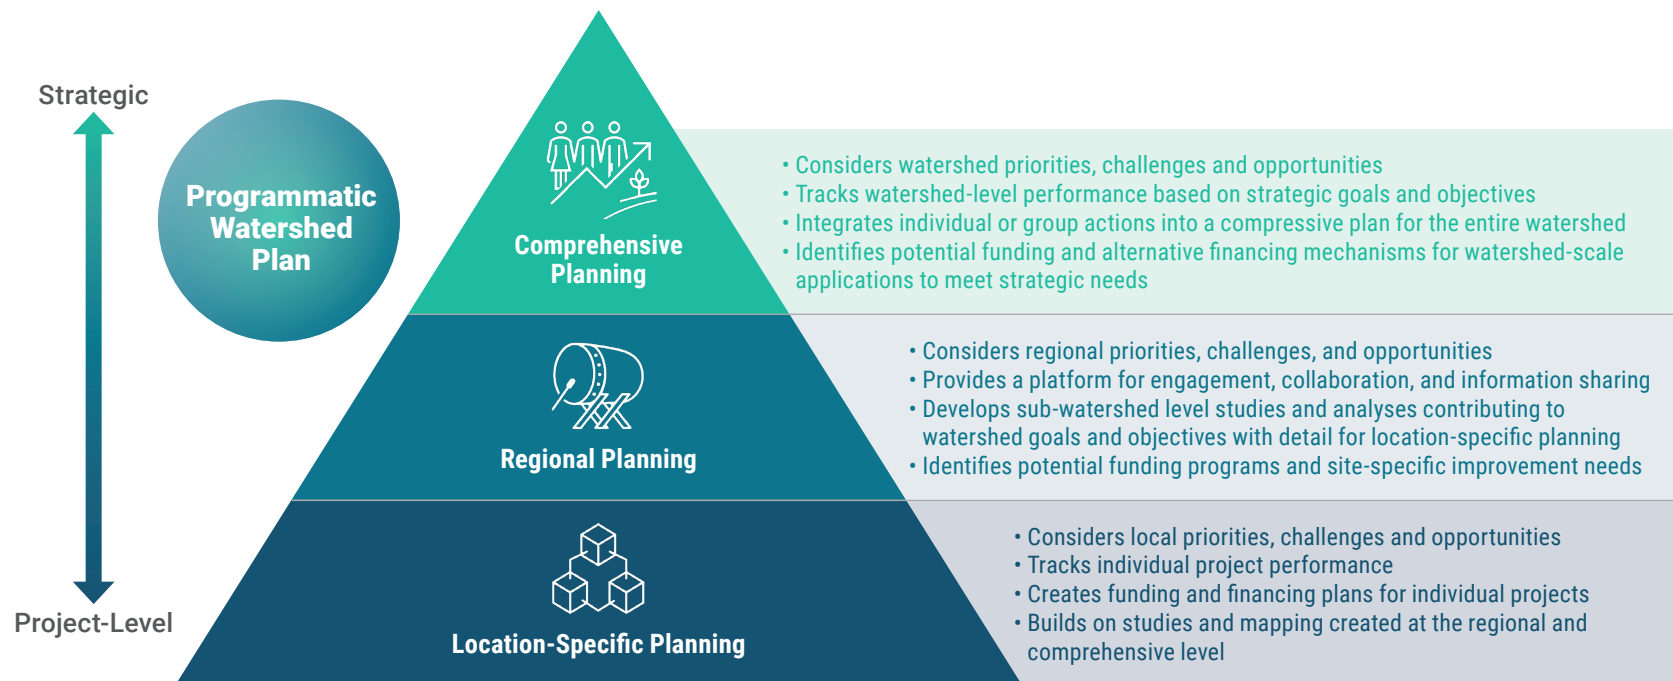 Strategic
Programmatic
Watershed
Plan
Project-Level
Comprehensive
Planning
• Considers watershed priorities, challenges and opportunities
• Tracks watershed-level performance based on strategic goals and objectives
• Integrates individual or group actions into a compressive plan for the entire watershed
• Identifies potential funding and alternative financing mechanisms for watershed-scale
applications to meet strategic needs
Regional Planning
• Considers regional priorities, challenges, and opportunities
• Provides a platform for engagement, collaboration, and information sharing
• Develops sub-watershed level studies and analyses contributing to
watershed goals and objectives with detail for location-specific planning
• Identifies potential funding programs and site-specific improvement needs
Location-Specific Planning
• Considers local priorities, challenges and opportunities
• Tracks individual project performance
• Creates funding and financing plans for individual projects
• Builds on studies and mapping created at the regional and
comprehensive level